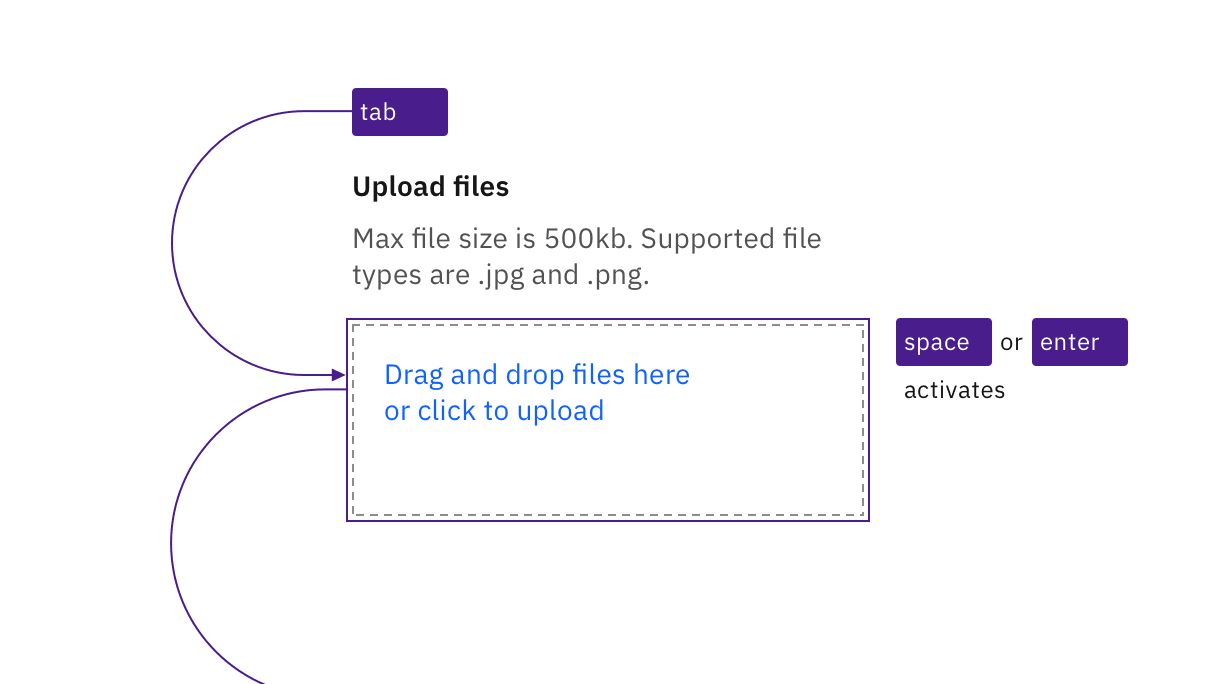 tab
Upload files
Max file size is 500kb. Supported file
types are .jpg and .png.
Drag and drop files here
or click to upload
space or enter
activates